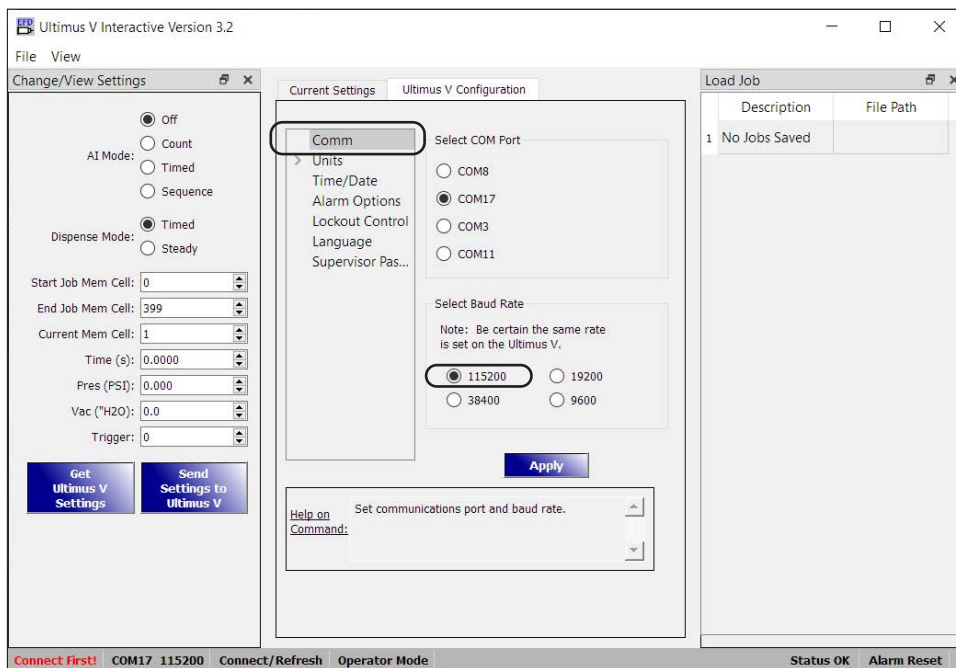 EFD Ultimus V Interactive Version 3.2
File View
Change/View Settings
AI Mode:
Off
Count
Timed
Sequence
Dispense Mode:
Timed
Steady
Start Job Mem Cell: 0
End Job Mem Cell: 399
Current Mem Cell: 1
Time (s): 0.0000
Pres (PSI): 0.000
Vac ("H2O): 0.0
Trigger: 0
Get
Ultimus V
Settings
Send
Settings to
Ultimus V
Current Settings Ultimus V Configuration
Comm
Units
Time/Date
Alarm Options
Lockout Control
Language
Supervisor Pas...
Select COM Port
COM8
COM17
COM3
COM11
Select Baud Rate
Note: Be certain the same rate
is set on the Ultimus V.
115200 19200
38400 9600
Apply
Help on
Command:
Set communications port and baud rate.
Load Job
Description File Path
1 No Jobs Saved
Connect First! COM17 115200 Connect/Refresh Operator Mode Status OK Alarm Reset